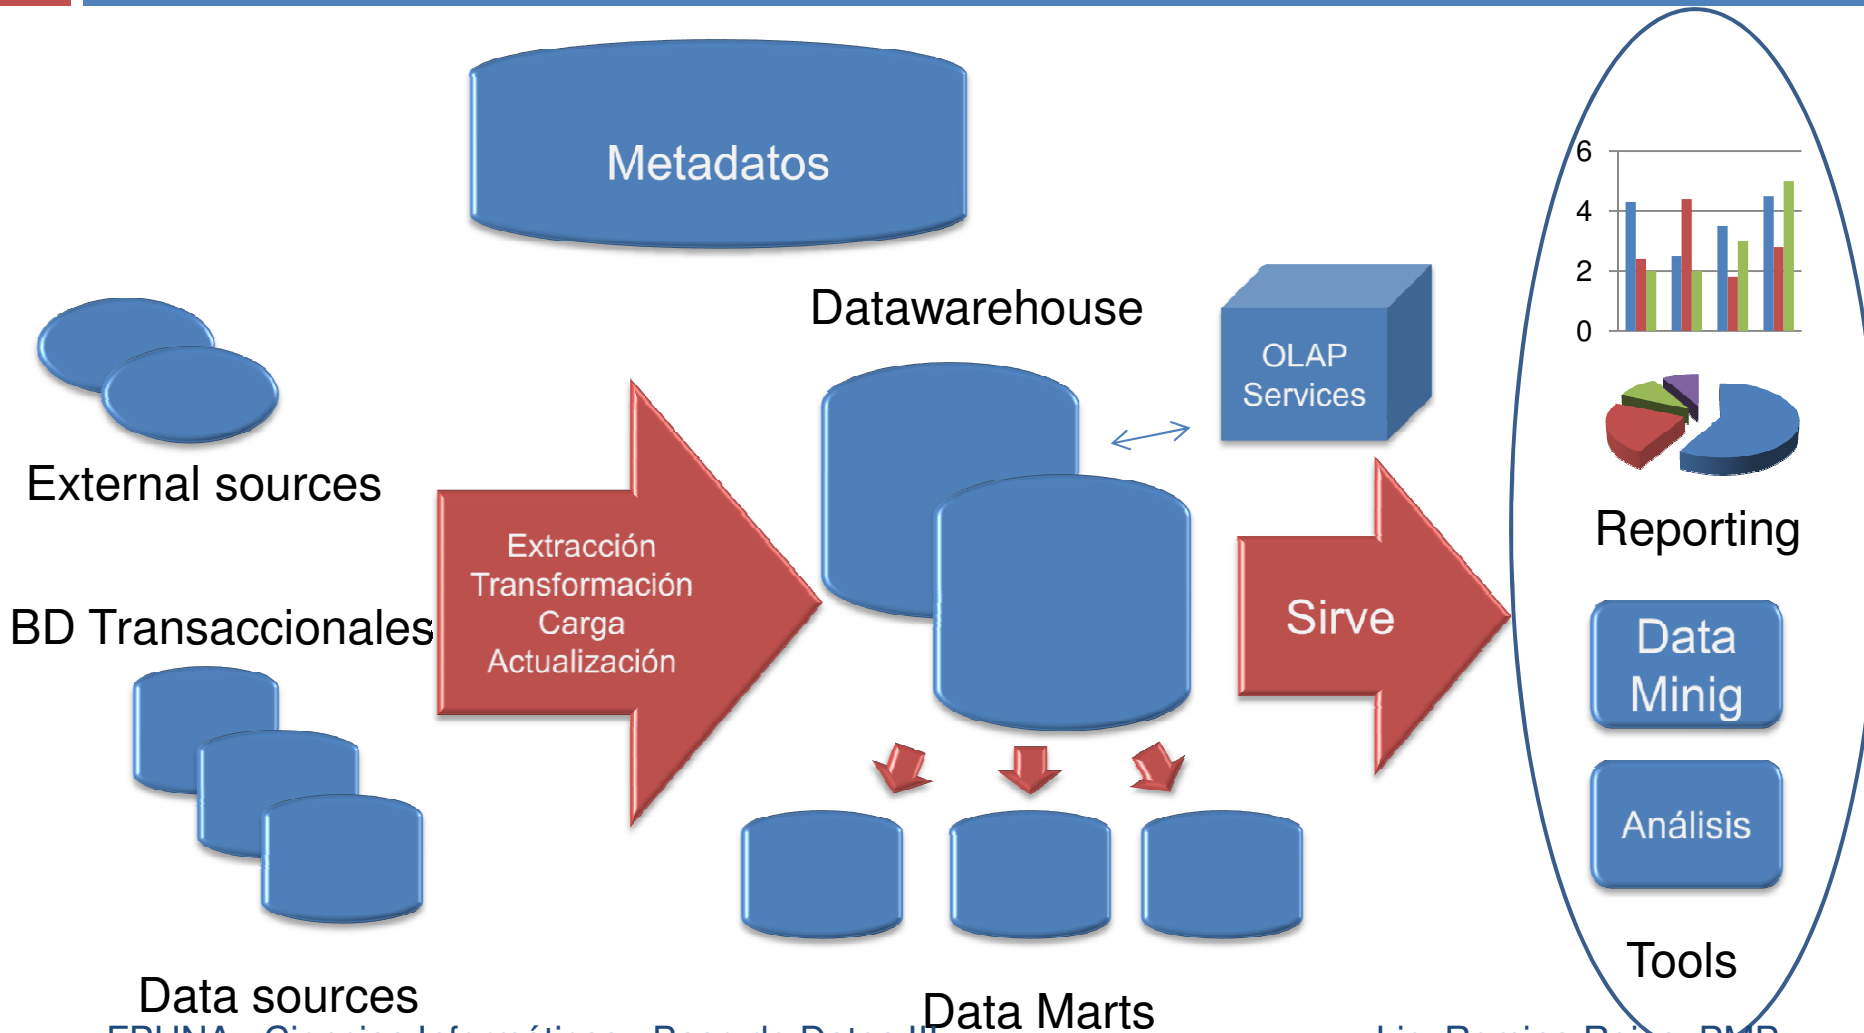 Metadatos
Datawarehouse
OLAP
Services
6
4
2
0
External sources
Reporting
Extracción
Transformación
Carga
Actualización
BD Transaccionales
Sirve
Data
Minig
Análisis
Tools
Data sources
Data Marts